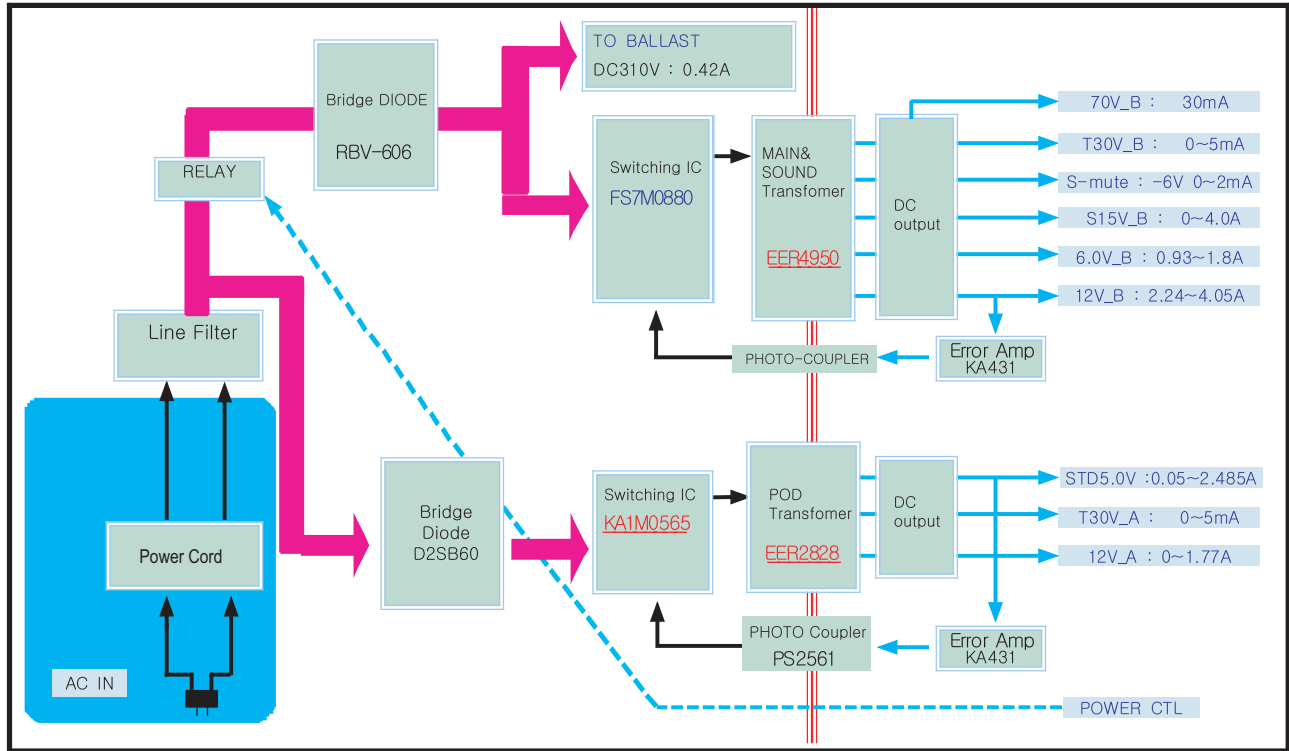 TO BALLAST
DC310V : 0.42A
Bridge DIODE
RBV-606
RELAY
Line Filter
Power Cord
AC IN
Switching IC
FS7M0880
MAIN&
SOUND
Transfomer
EER4950
DC
output
70V_B : 30mA
T30V_B : 0~5mA
S-mute : -6V 0~2mA
S15V_B : 0~4.0A
6.0V_B : 0.93~1.8A
12V_B : 2.24~4.05A
PHOTO-COUPLER
Error Amp
KA431
Bridge
Diode
D2SB60
Switching IC
KA1M0565
POD
Transfomer
EER2828
DC
output
STD5.0V :0.05~2.485A
T30V_A : 0~5mA
12V_A : 0~1.77A
PHOTO Coupler
PS2561
Error Amp
KA431
POWER CTL